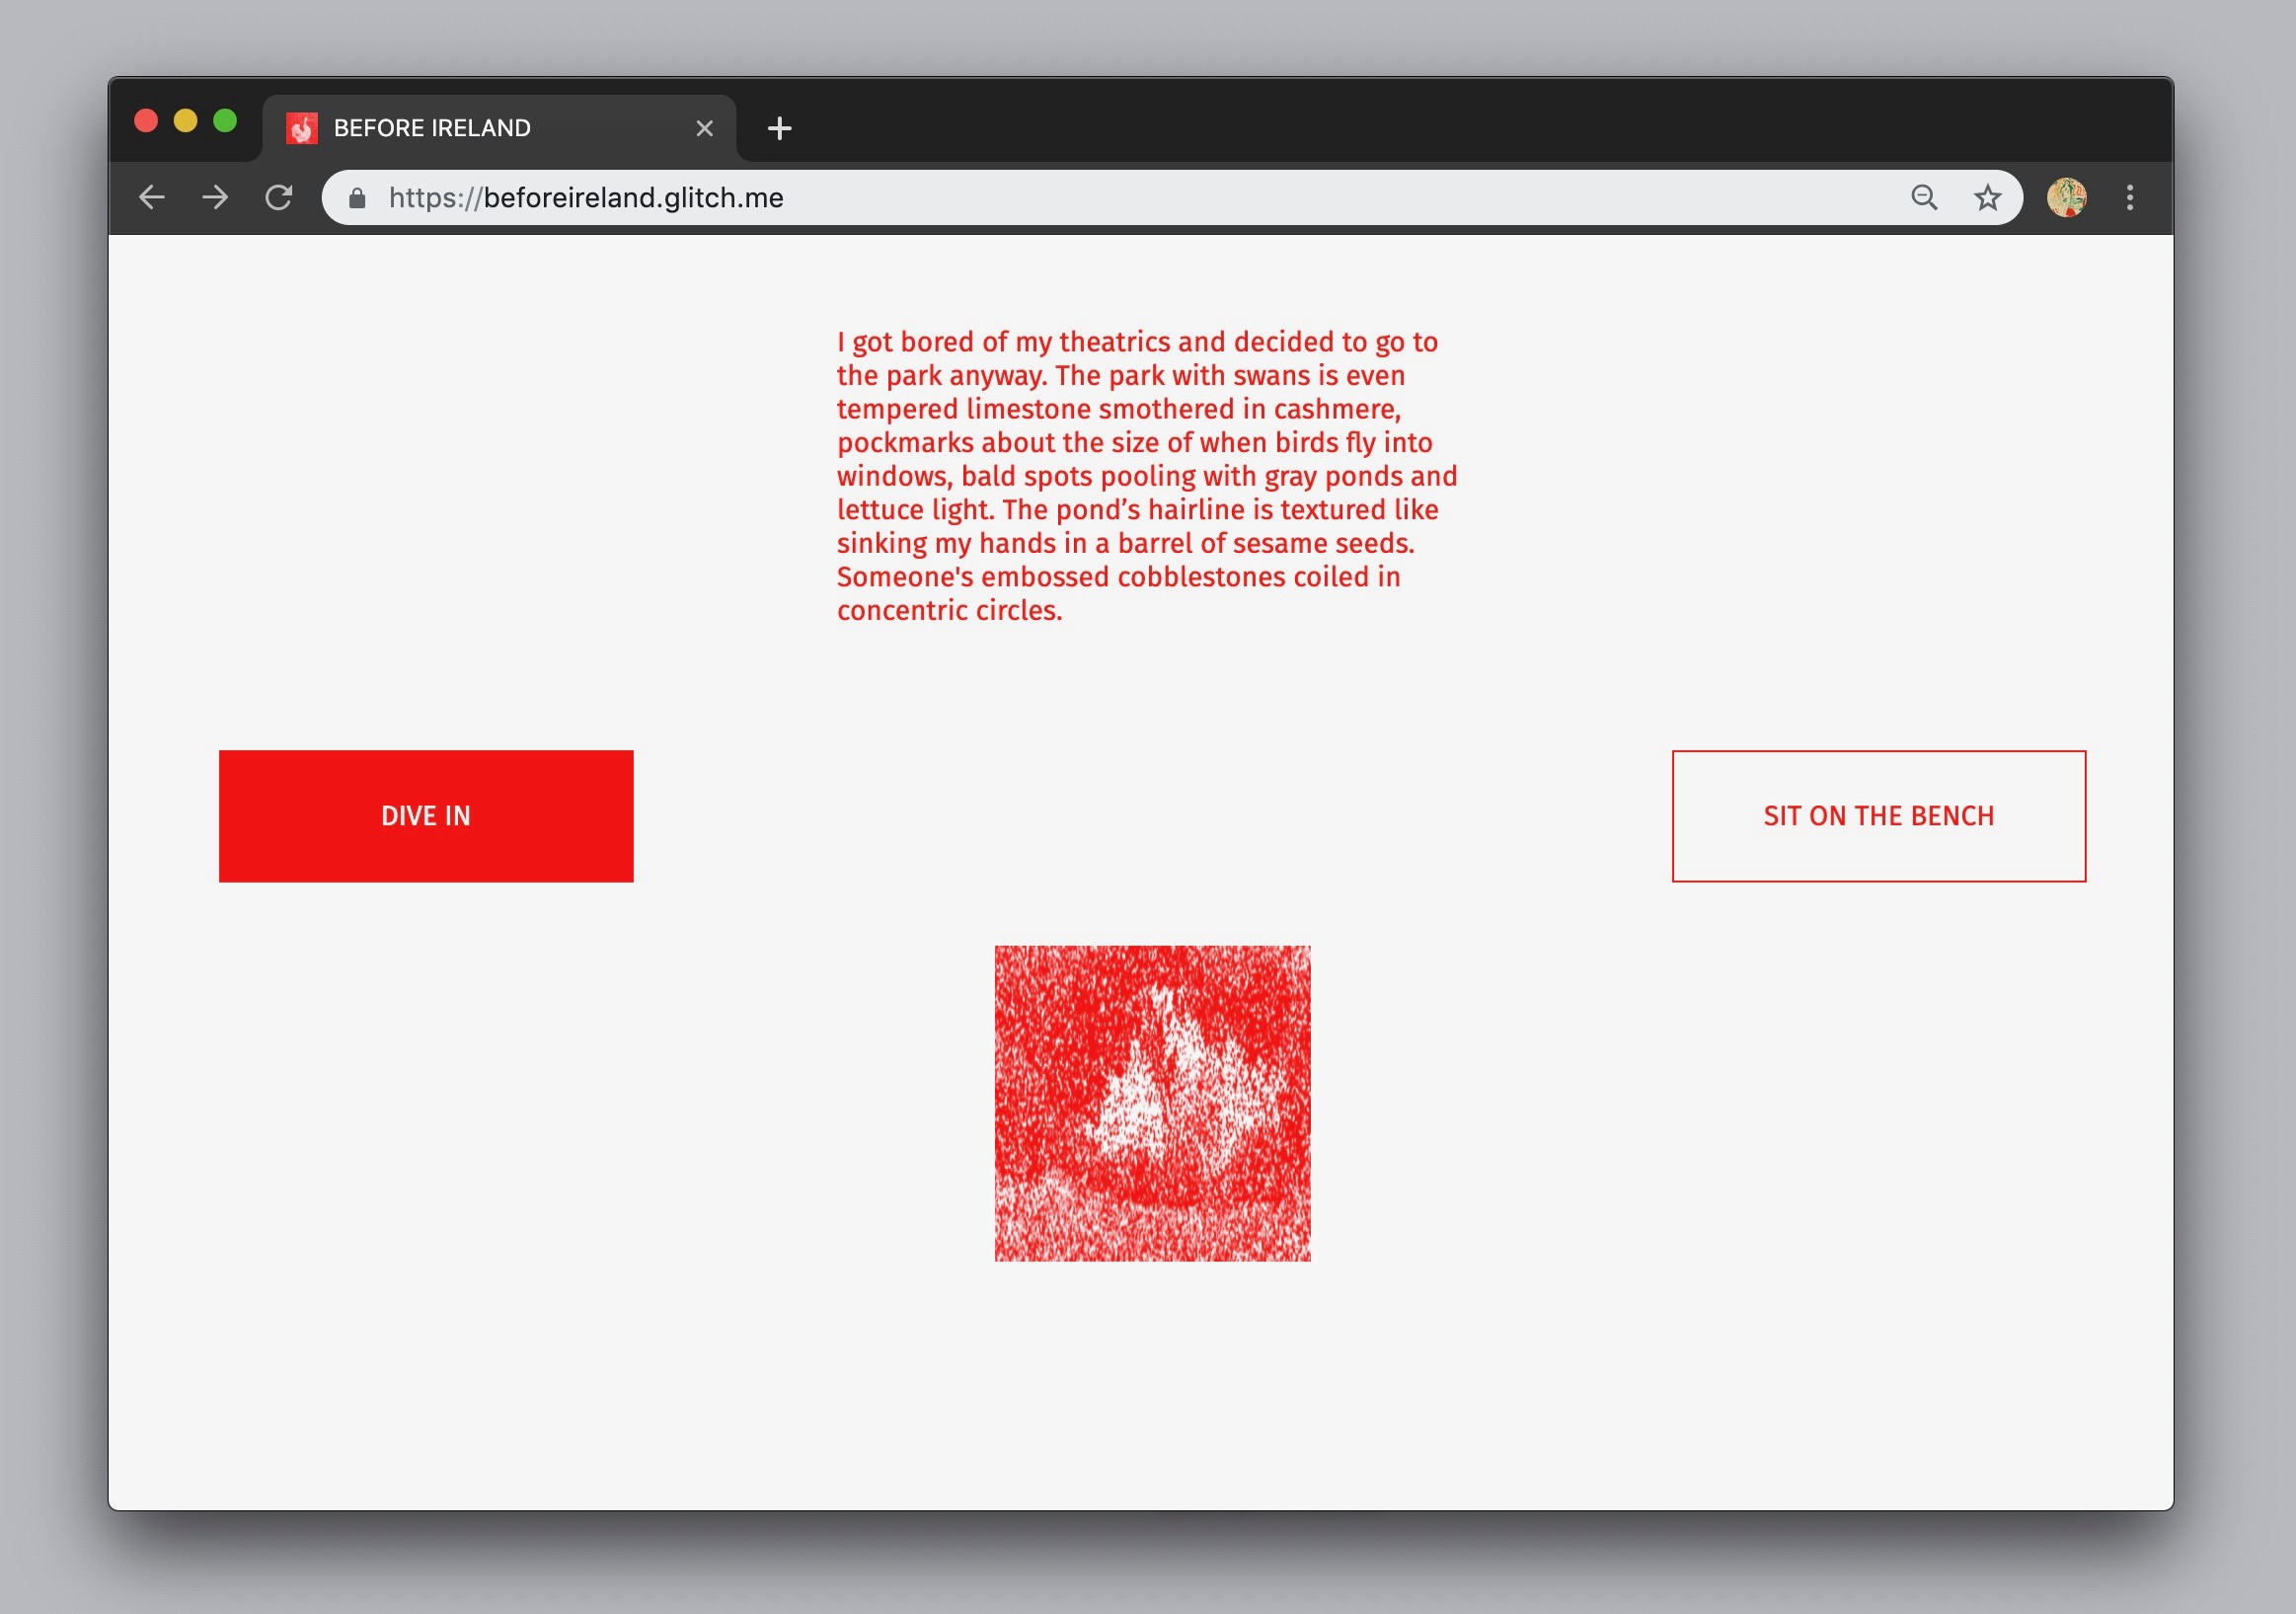 BEFORE IRELAND
https://beforeireland.glitch.me
I got bored of my theatrics and decided to go to
the park anyway. The park with swans is even
tempered limestone smothered in cashmere,
pockmarks about the size of when birds fly into
windows, bald spots pooling with gray ponds and
lettuce light. The pond’s hairline is textured like
sinking my hands in a barrel of sesame seeds.
Someone's embossed cobblestones coiled in
concentric circles.
DIVE IN
SIT ON THE BENCH